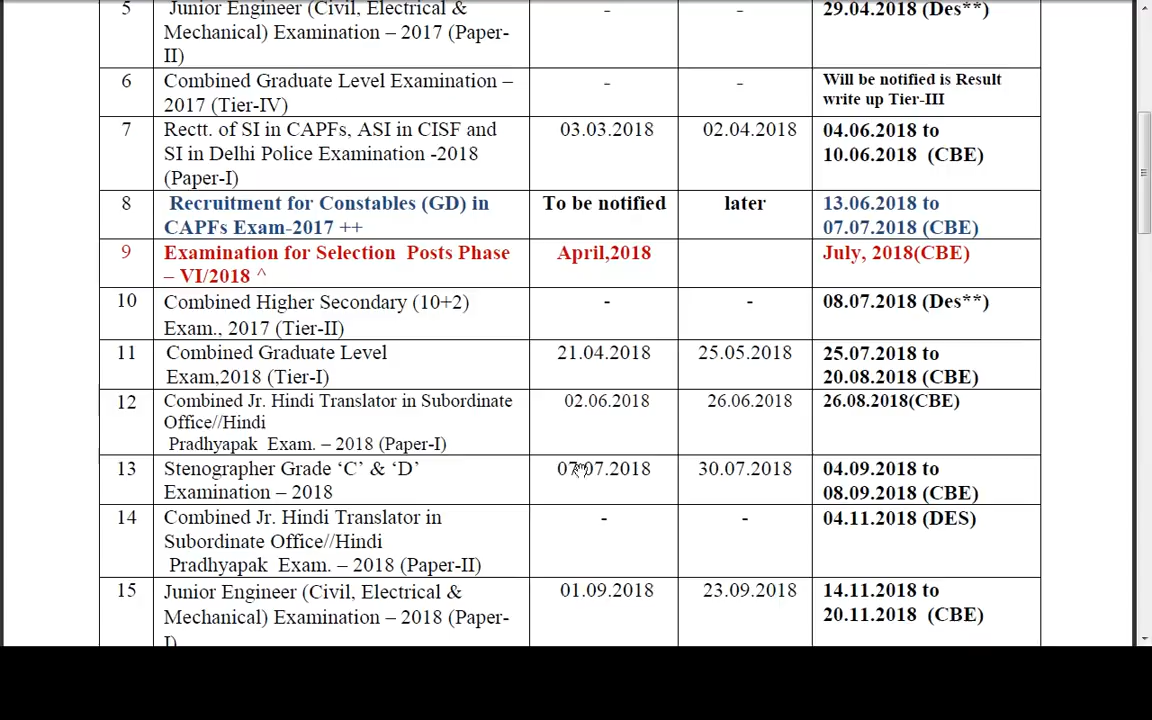 5 Junior Engineer (Civil, Electrical & - - 29.04.2018 (Des**)
Mechanical) Examination – 2017 (Paper-
II)
6 Combined Graduate Level Examination – - - Will be notified is Result
2017 (Tier-IV) write up Tier-III
7 Rectt. of SI in CAPFs, ASI in CISF and 03.03.2018 02.04.2018 04.06.2018 to
SI in Delhi Police Examination -2018 10.06.2018 (CBE)
(Paper-I)
8 Recruitment for Constables (GD) in To be notified later 13.06.2018 to
CAPFs Exam-2017 ++ 07.07.2018 (CBE)
9 Examination for Selection Posts Phase April,2018 July, 2018(CBE)
– VI/2018 ^
10 Combined Higher Secondary (10+2) - - 08.07.2018 (Des**)
Exam., 2017 (Tier-II)
11 Combined Graduate Level 21.04.2018 25.05.2018 25.07.2018 to
Exam,2018 (Tier-I) 20.08.2018 (CBE)
12 Combined Jr. Hindi Translator in Subordinate 02.06.2018 26.06.2018 26.08.2018(CBE)
Office//Hindi
Pradhyapak Exam. – 2018 (Paper-I)
13 Stenographer Grade ‘C’ & ‘D’ 07.07.2018 30.07.2018 04.09.2018 to
Examination – 2018 08.09.2018 (CBE)
14 Combined Jr. Hindi Translator in - - 04.11.2018 (DES)
Subordinate Office//Hindi
Pradhyapak Exam. – 2018 (Paper-II)
15 Junior Engineer (Civil, Electrical & 01.09.2018 23.09.2018 14.11.2018 to
Mechanical) Examination – 2018 (Paper- 20.11.2018 (CBE)
I)